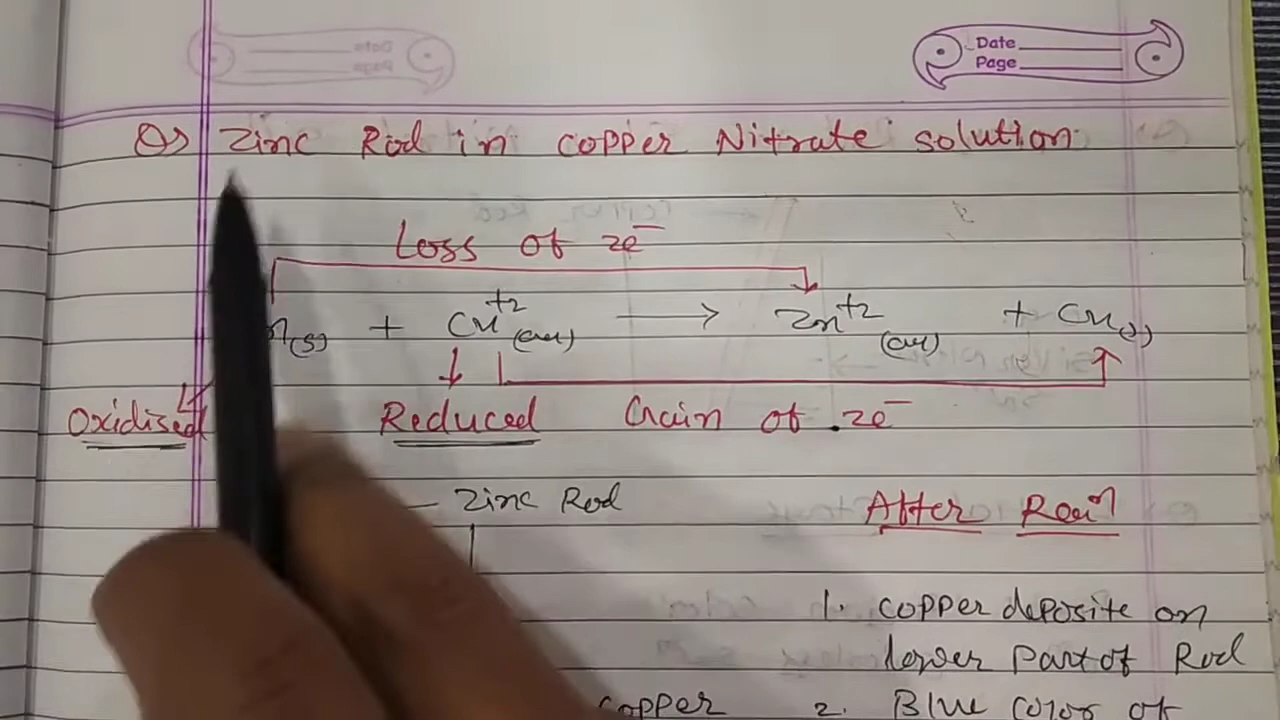 Date
Page
Q> Zinc Rod in copper Nitrate solution
Loss of 2e⁻
n(s) + Cu⁺²(aq) → Zn⁺²(aq) + Cu(s)
Oxidised Reduced Gain of 2e⁻
Zinc Rod
After Reaⁿ
1. copper deposite on
lower Part of Rod
copper
2. Blue color of